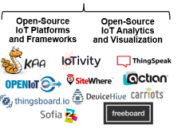 Open-Source
IoT Platforms
and Frameworks
Open-Source
IoT Analytics
and Visualization
KAA
IoTivity
ThingSpeak
OPENIoT
SiteWhere
action
thingsboard.io
DeviceHive
carriots
Sofia2
freeboard